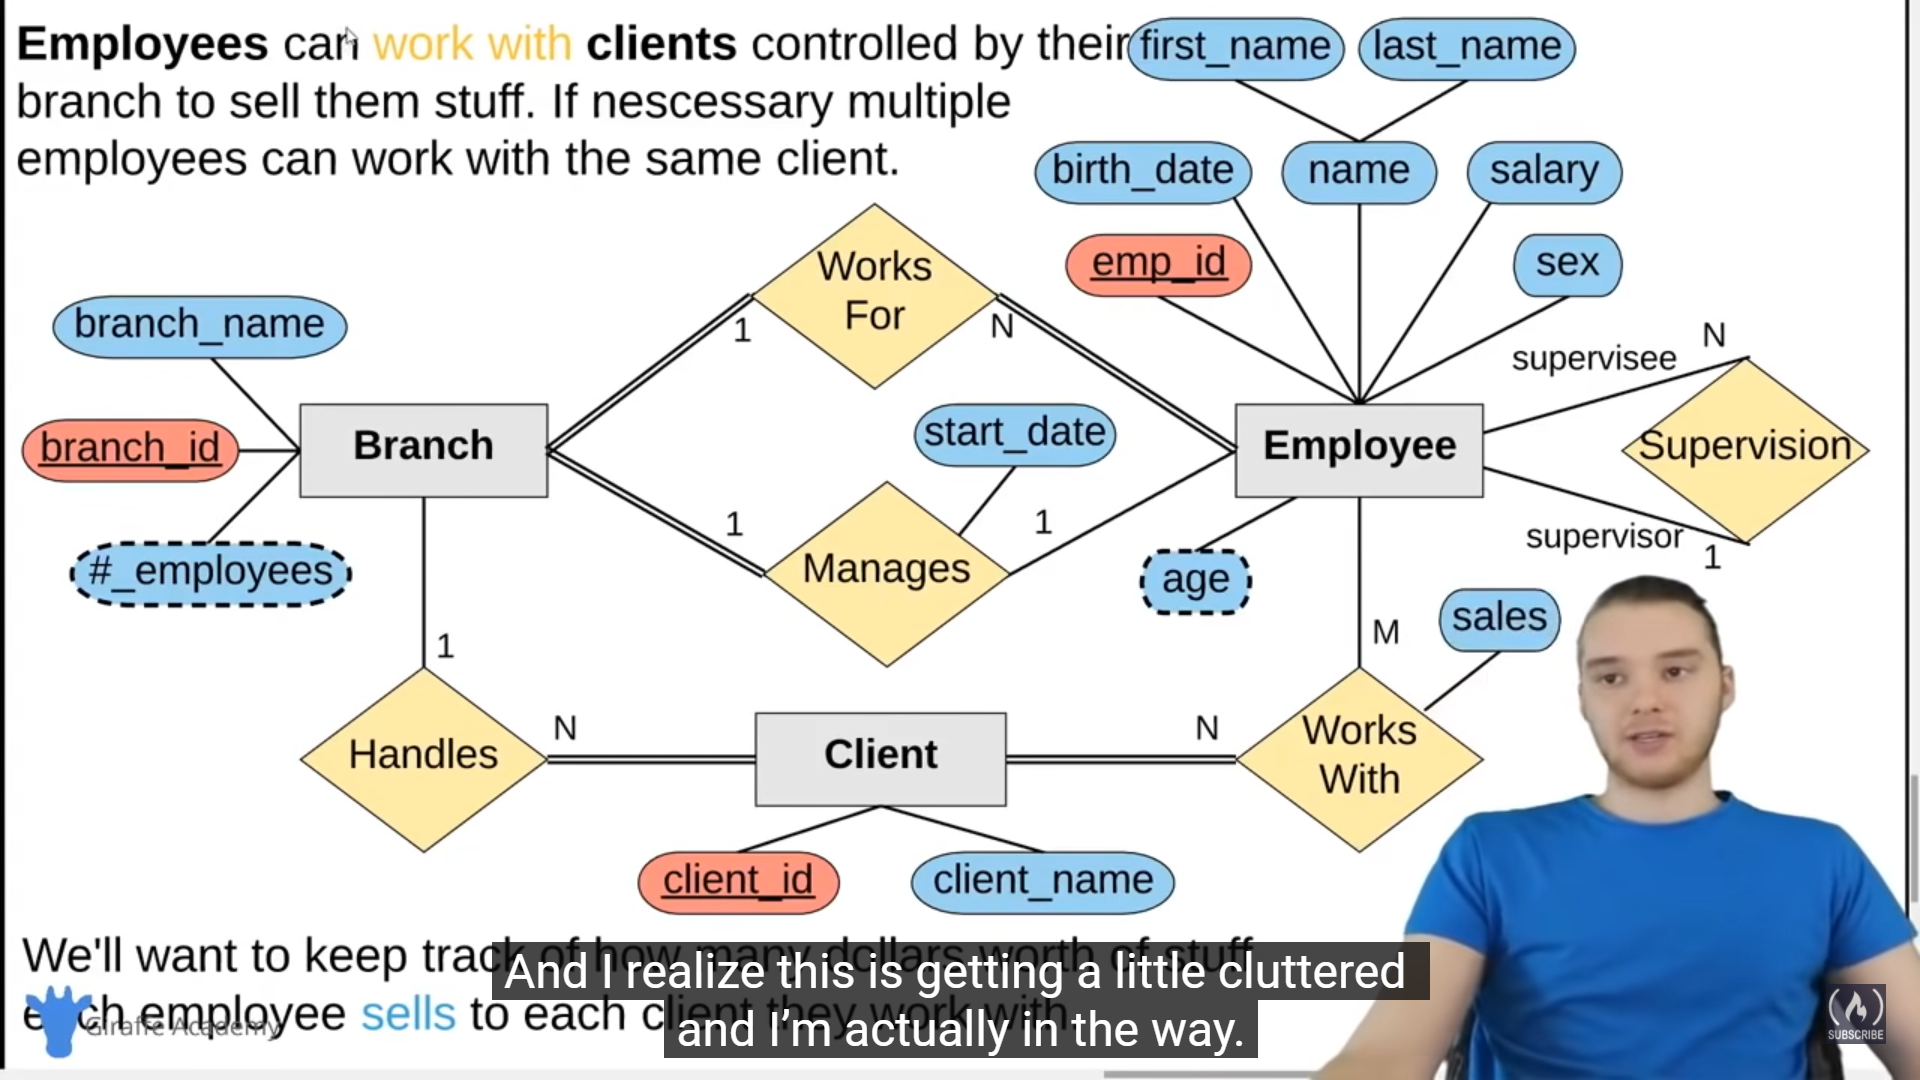 Employees can work with clients controlled by their
branch to sell them stuff. If nescessary multiple
employees can work with the same client.
first_name
last_name
birth_date
name
salary
emp_id
sex
Works
For
1
N
branch_name
branch_id
#_employees
Branch
start_date
Employee
supervisee
N
Supervision
supervisor
1
1
Manages
1
age
M
sales
1
Handles
N
Client
N
Works
With
client_id
client_name
We'll want to keep track of how many dollars worth of stuff
each employee sells to each client they work with.
Giraffe Academy
And I realize this is getting a little cluttered
and I'm actually in the way.
SUBSCRIBE